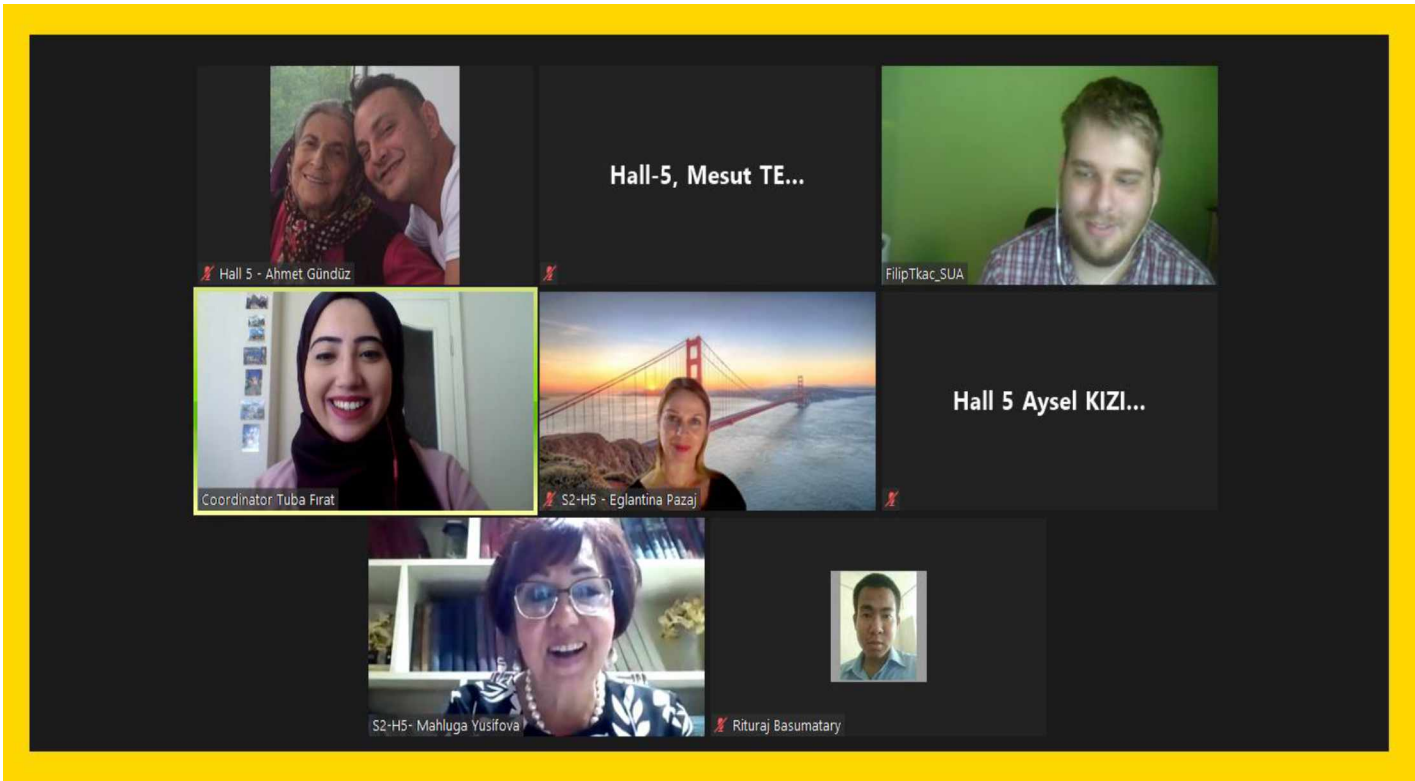 Hall 5 - Ahmet Gündüz
Hall-5, Mesut TE...
FilipTkac_SUA
Coordinator Tuba Fırat
S2-H5 - Eglantina Pazaj
Hall 5 Aysel KIZI...
S2-H5- Mahluga Yusifova
Rituraj Basumatary